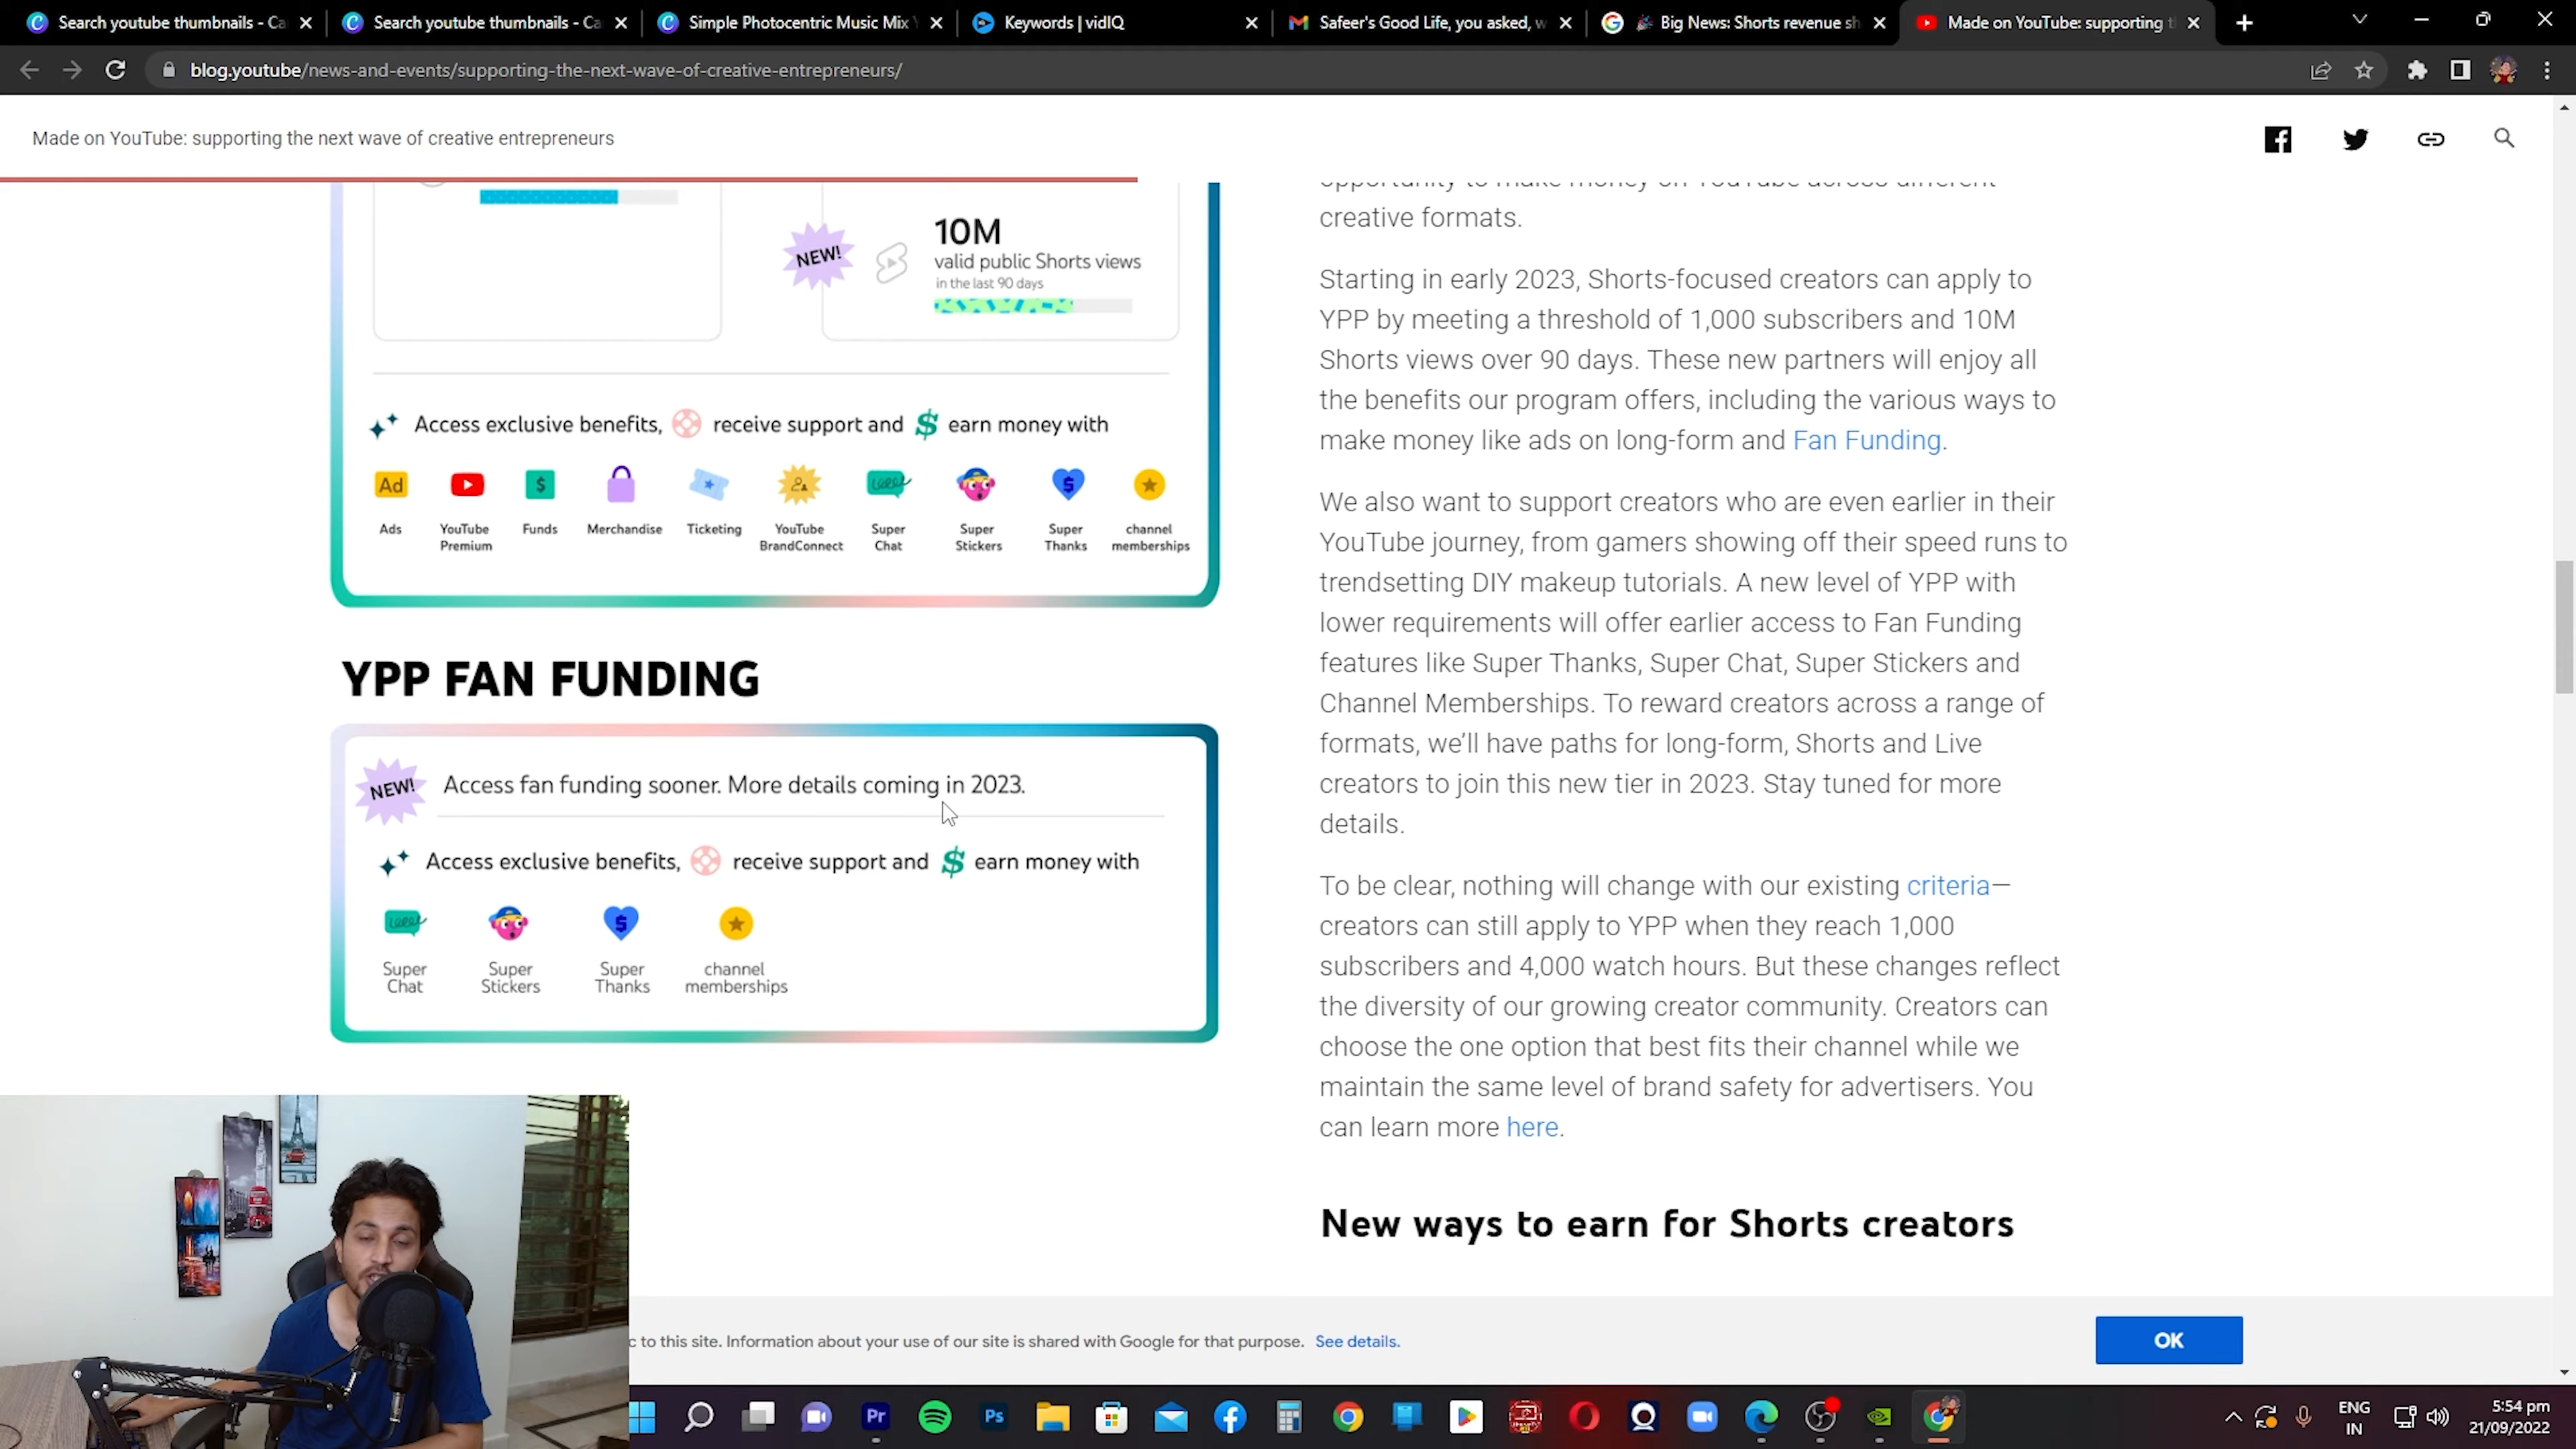 Search youtube thumbnails - Ca
Search youtube thumbnails - Ca
Simple Photocentric Music Mix Y
Keywords | vidIQ
Safeer's Good Life, you asked, w
Big News: Shorts revenue sh
Made on YouTube: supporting t
blog.youtube/news-and-events/supporting-the-next-wave-of-creative-entrepreneurs/
Made on YouTube: supporting the next wave of creative entrepreneurs
NEW!
10M
valid public Shorts views
in the last 90 days
Access exclusive benefits, receive support and $ earn money with
Ad
Ads
YouTube Premium
Funds
Merchandise
Ticketing
YouTube BrandConnect
Super Chat
Super Stickers
Super Thanks
channel memberships
YPP FAN FUNDING
NEW! Access fan funding sooner. More details coming in 2023.
Access exclusive benefits, receive support and $ earn money with
Super Chat
Super Stickers
Super Thanks
channel memberships
opportunity to make money on YouTube across different
creative formats.
Starting in early 2023, Shorts-focused creators can apply to
YPP by meeting a threshold of 1,000 subscribers and 10M
Shorts views over 90 days. These new partners will enjoy all
the benefits our program offers, including the various ways to
make money like ads on long-form and Fan Funding.
We also want to support creators who are even earlier in their
YouTube journey, from gamers showing off their speed runs to
trendsetting DIY makeup tutorials. A new level of YPP with
lower requirements will offer earlier access to Fan Funding
features like Super Thanks, Super Chat, Super Stickers and
Channel Memberships. To reward creators across a range of
formats, we'll have paths for long-form, Shorts and Live
creators to join this new tier in 2023. Stay tuned for more
details.
To be clear, nothing will change with our existing criteria—
creators can still apply to YPP when they reach 1,000
subscribers and 4,000 watch hours. But these changes reflect
the diversity of our growing creator community. Creators can
choose the one option that best fits their channel while we
maintain the same level of brand safety for advertisers. You
can learn more here.
New ways to earn for Shorts creators
c to this site. Information about your use of our site is shared with Google for that purpose. See details.
OK
Pr
Ps
ENG
IN
5:54 pm
21/09/2022